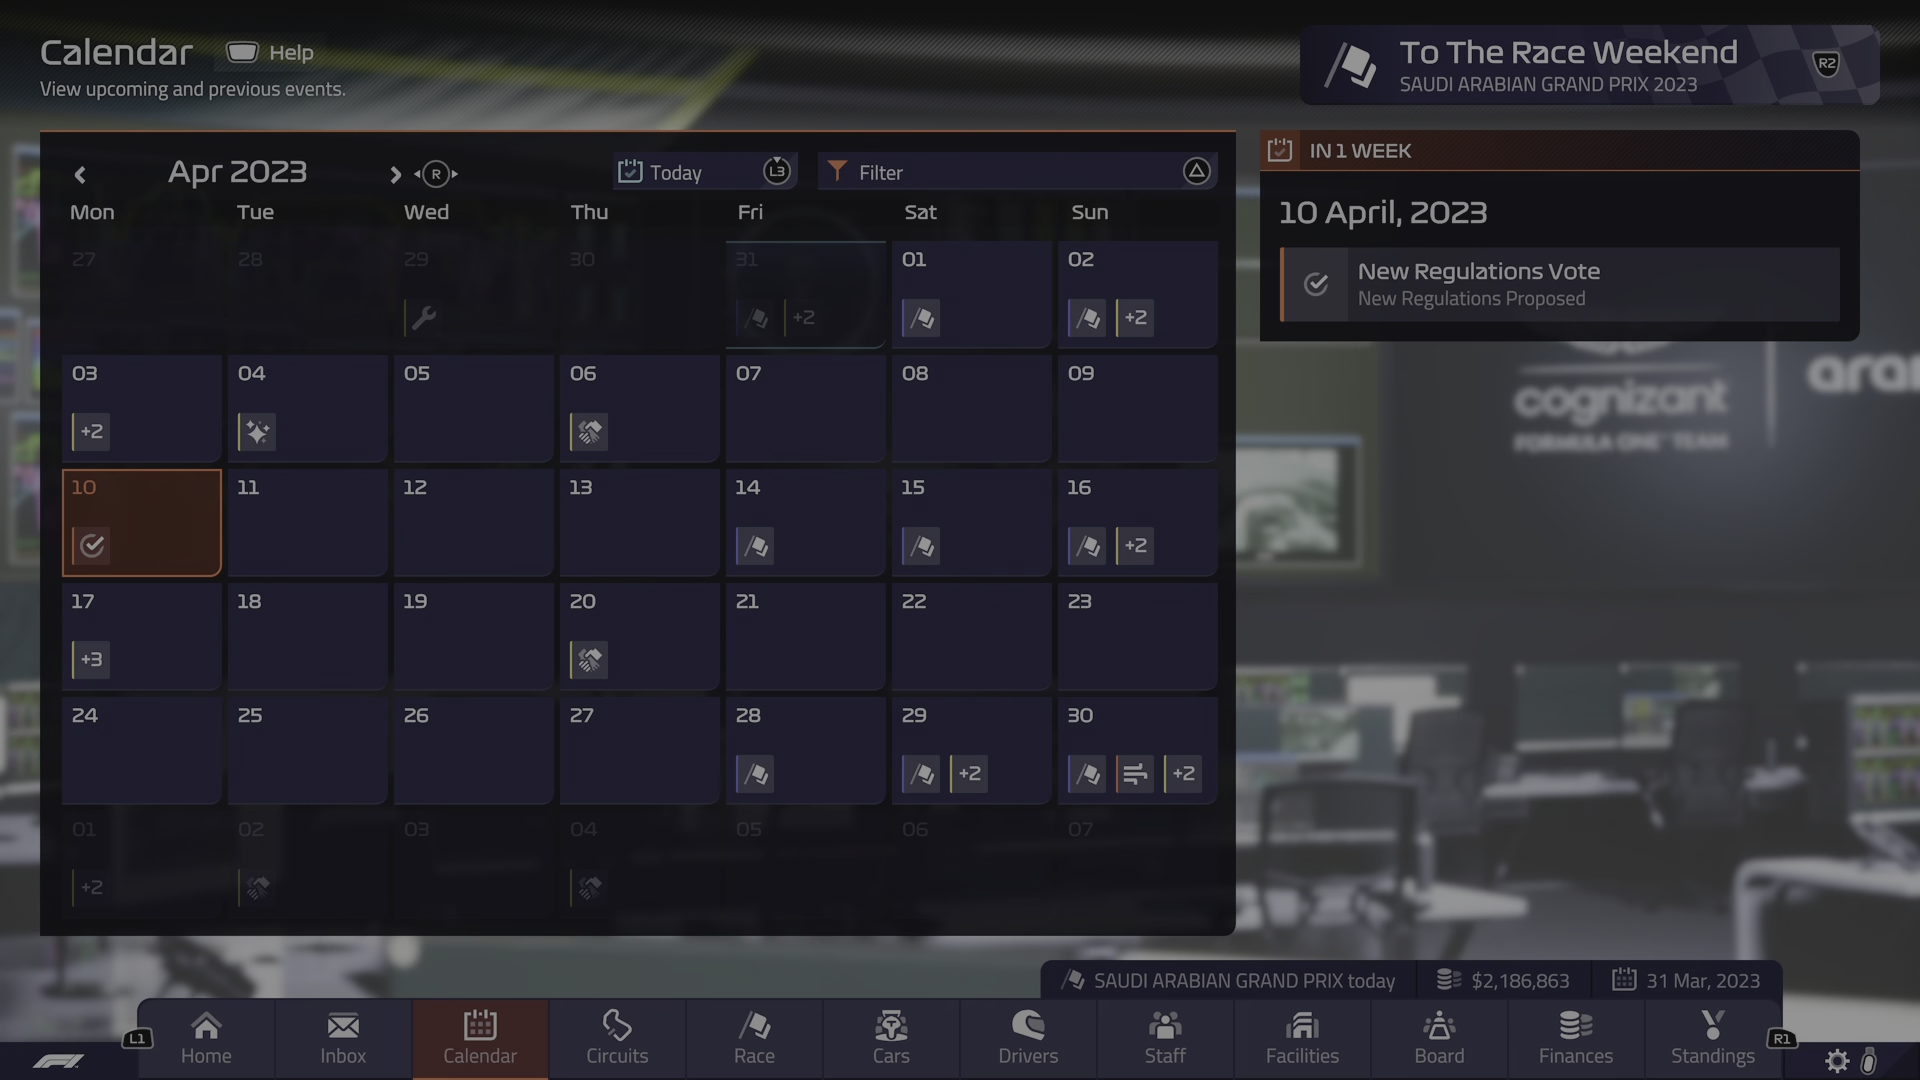 Calendar
Help
View upcoming and previous events.
To The Race Weekend
SAUDI ARABIAN GRAND PRIX 2023
R2
Apr 2023
R
Today
L3
Filter
Mon Tue Wed Thu Fri Sat Sun
27 28 29 30 31 01 02
+2 +2
03 04 05 06 07 08 09
+2
10 11 12 13 14 15 16
+2
17 18 19 20 21 22 23
+3
24 25 26 27 28 29 30
+2 +2
01 02 03 04 05 06 07
+2
IN 1 WEEK
10 April, 2023
New Regulations Vote
New Regulations Proposed
cognizant
FORMULA ONE TEAM
SAUDI ARABIAN GRAND PRIX today
$2,186,863
31 Mar, 2023
L1
Home
Inbox
Calendar
Circuits
Race
Cars
Drivers
Staff
Facilities
Board
Finances
Standings
R1